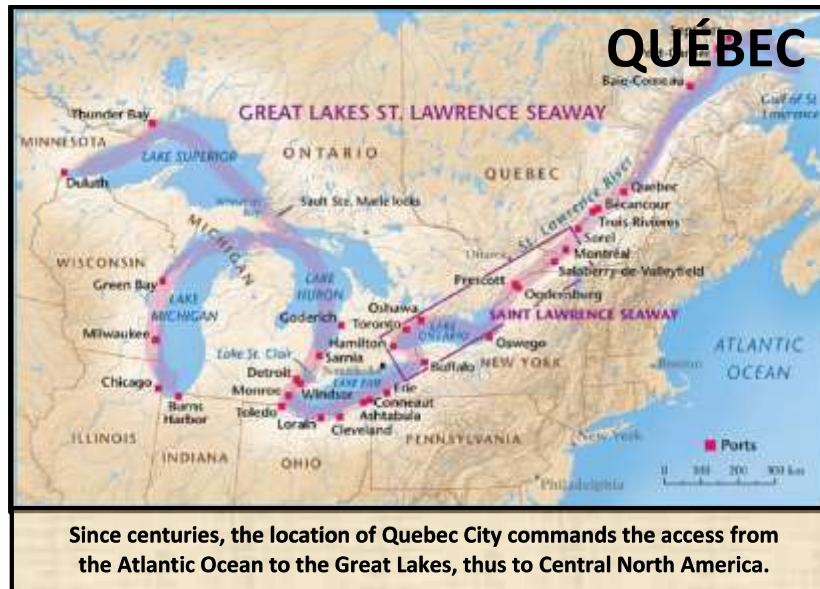 QUÉBEC
Baie-Comeau
Gulf of St
Lawrence
Thunder Bay
GREAT LAKES ST. LAWRENCE SEAWAY
MINNESOTA
LAKE SUPERIOR
ONTARIO
QUEBEC
Duluth
Quebec
Bécancour
Trois-Rivières
St. Lawrence River
Sault Ste. Marie locks
Sorel
MICHIGAN
Ottawa
Montréal
Salaberry-de-Valleyfield
WISCONSIN
Green Bay
LAKE
HURON
Prescott
Ogdensburg
LAKE
MICHIGAN
Goderich
Oshawa
Toronto
LAKE
ONTARIO
SAINT LAWRENCE SEAWAY
Milwaukee
Hamilton
Oswego
ATLANTIC
OCEAN
Lake St. Clair
Sarnia
NEW YORK
Boston
Detroit
Buffalo
Chicago
Monroe
Windsor
LAKE ERIE
Erie
Burns
Harbor
Toledo
Conneaut
Ashtabula
Lorain
Cleveland
ILLINOIS
INDIANA
OHIO
PENNSYLVANIA
New York
Ports
0 100 200 300 km
Philadelphia
Since centuries, the location of Quebec City commands the access from
the Atlantic Ocean to the Great Lakes, thus to Central North America.